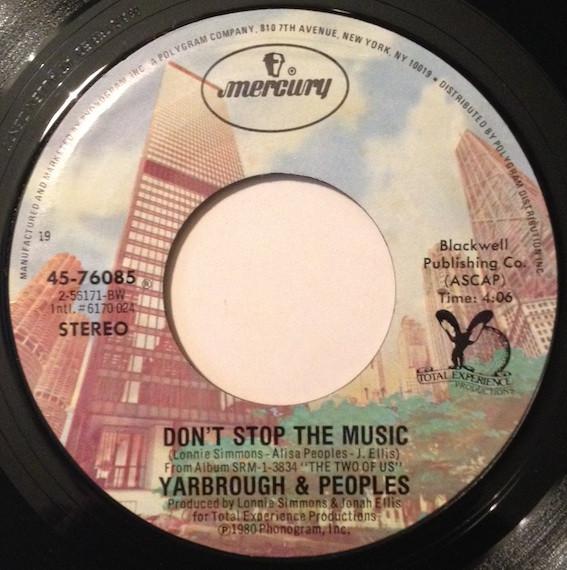 MANUFACTURED AND MARKETED BY PHONOGRAM, INC., A POLYGRAM COMPANY, 810 7TH AVENUE, NEW YORK, NY 10019 • DISTRIBUTED BY POLYGRAM DISTRIBUTION, INC.
mercury
®
19
45-76085
2-55171-BW
Intl. #6170 024
STEREO
Blackwell
Publishing Co.
(ASCAP)
Time: 4:06
TOTAL EXPERIENCE
PRODUCTIONS
DON'T STOP THE MUSIC
(Lonnie Simmons - Alisa Peoples - J. Ellis)
From Album SRM-1-3834 "THE TWO OF US"
YARBROUGH & PEOPLES
Produced by Lonnie Simmons & Jonah Ellis
for Total Experience Productions
℗1980 Phonogram, Inc.